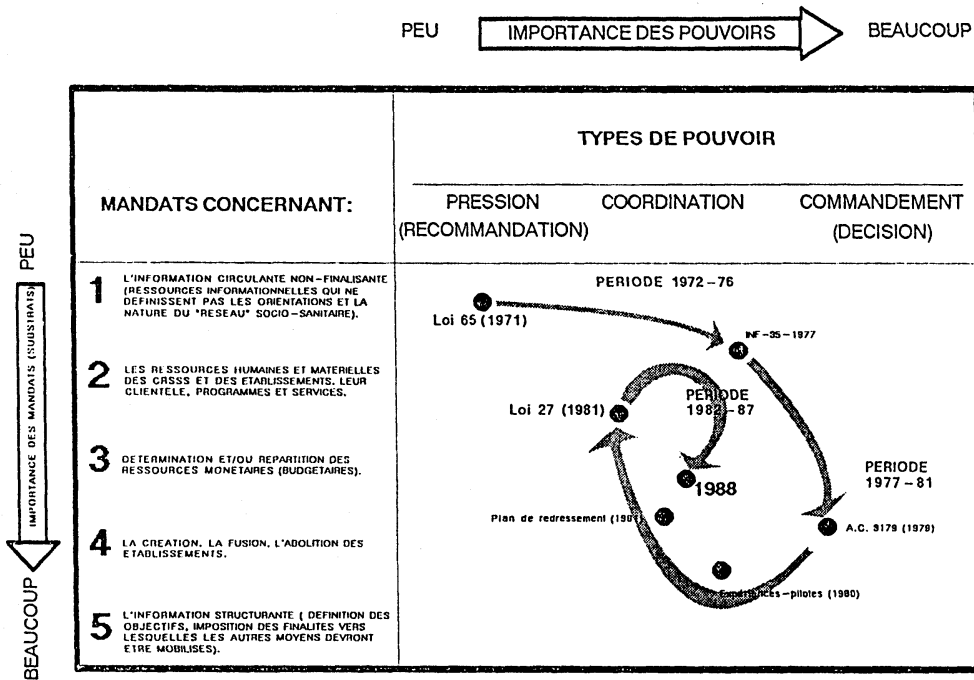 PEU
IMPORTANCE DES POUVOIRS
BEAUCOUP
TYPES DE POUVOIR
MANDATS CONCERNANT:
PRESSION
(RECOMMANDATION)
COORDINATION
COMMANDEMENT
(DECISION)
PEU
IMPORTANCE DES MANDATS (SUBSTRATS)
BEAUCOUP
1
L'INFORMATION CIRCULANTE NON-FINALISANTE
(RESSOURCES INFORMATIONNELLES QUI NE
DEFINISSENT PAS LES ORIENTATIONS ET LA
NATURE DU "RESEAU" SOCIO-SANITAIRE).
2
LES RESSOURCES HUMAINES ET MATERIELLES
DES CRSSS ET DES ETABLISSEMENTS. LEUR
CLIENTELE, PROGRAMMES ET SERVICES.
3
DETERMINATION ET/OU REPARTITION DES
RESSOURCES MONETAIRES (BUDGETAIRES).
4
LA CREATION, LA FUSION, L'ABOLITION DES
ETABLISSEMENTS.
5
L'INFORMATION STRUCTURANTE ( DEFINITION DES
OBJECTIFS, IMPOSITION DES FINALITES VERS
LESQUELLES LES AUTRES MOYENS DEVRONT
ETRE MOBILISES).
PERIODE 1972-76
Loi 65 (1971)
INF-35-1977
PERIODE
1982-87
Loi 27 (1981)
1988
PERIODE
1977-81
Plan de redressement
A.C. 3179 (1979)
Expériences-pilotes (1980)